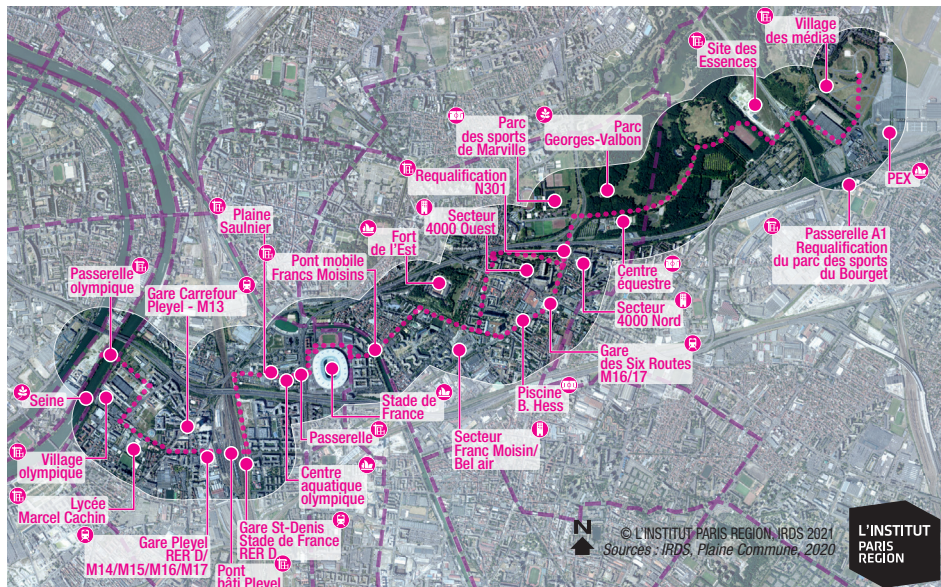 Village
des médias
Site des
Essences
Parc
des sports
de Marville
Parc
Georges-Valbon
Requalification
N301
PEX
Plaine
Saulnier
Secteur
4000 Ouest
Fort
de l'Est
Passerelle A1
Requalification
du parc des sports
du Bourget
Pont mobile
Francs Moisins
Passerelle
olympique
Gare Carrefour
Pleyel - M13
Centre
équestre
Secteur
4000 Nord
Gare
des Six Routes
M16/17
Seine
Stade de
France
Piscine
B. Hess
Passerelle
Secteur
Franc Moisin/
Bel air
Village
olympique
Centre
aquatique
olympique
Lycée
Marcel Cachin
Gare St-Denis
Stade de France
RER D
Gare Pleyel
RER D/
M14/M15/M16/M17
Pont
bâti Pleyel
N
© L'INSTITUT PARIS REGION, IRDS 2021
Sources : IRDS, Plaine Commune, 2020
L'INSTITUT
PARIS
REGION